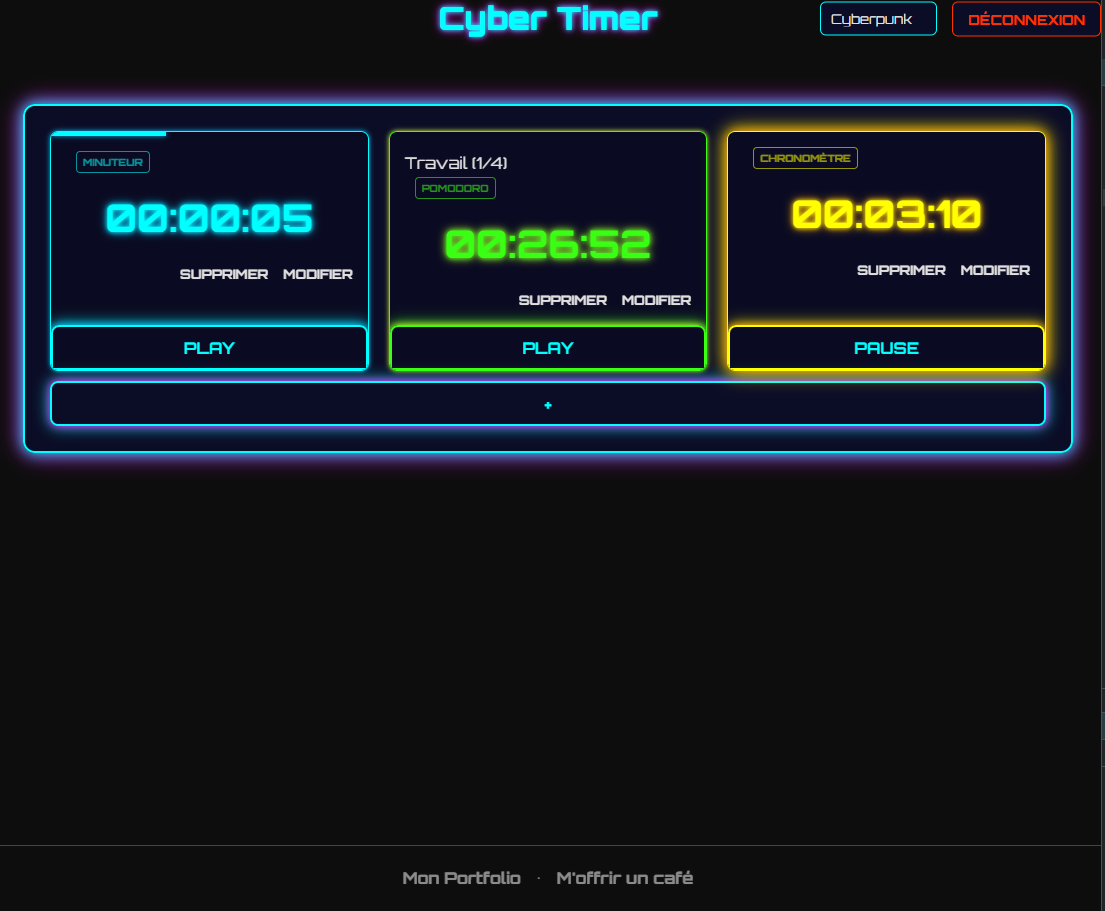 Cyber Timer
Cyberpunk
DÉCONNEXION
MINUTEUR
00:00:05
SUPPRIMER MODIFIER
PLAY
Travail (1/4)
POMODORO
00:26:52
SUPPRIMER MODIFIER
PLAY
CHRONOMÈTRE
00:03:10
SUPPRIMER MODIFIER
PAUSE
+
Mon Portfolio · M'offrir un café